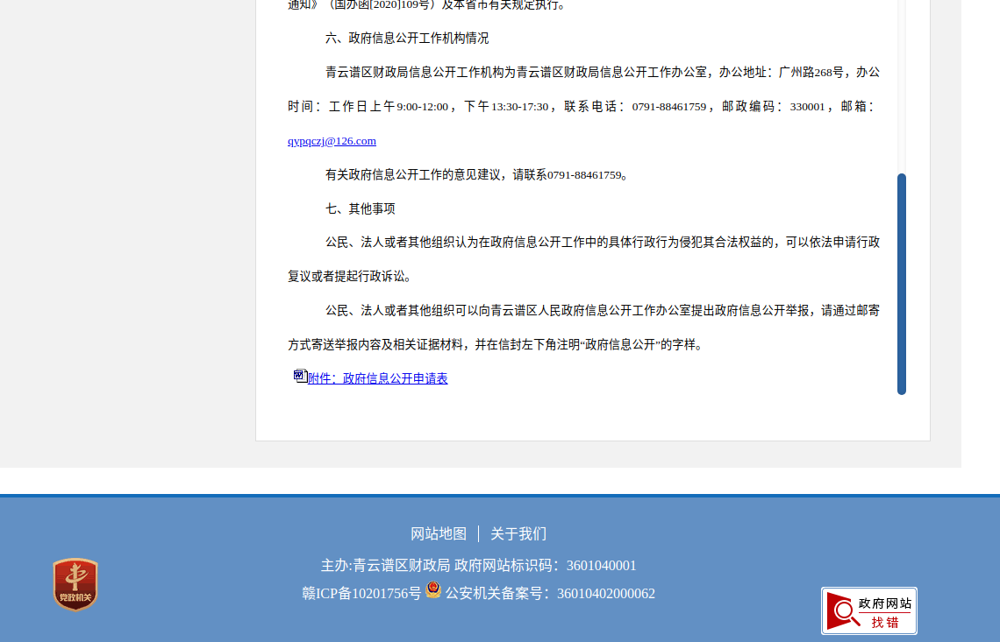 通知》（国办函[2020]109号）及本省市有关规定执行。
六、政府信息公开工作机构情况
青云谱区财政局信息公开工作机构为青云谱区财政局信息公开工作办公室，办公地址：广州路268号，办公
时间：工作日上午9:00-12:00，下午13:30-17:30，联系电话：0791-88461759，邮政编码：330001，邮箱：
qypqczj@126.com
有关政府信息公开工作的意见建议，请联系0791-88461759。
七、其他事项
公民、法人或者其他组织认为在政府信息公开工作中的具体行政行为侵犯其合法权益的，可以依法申请行政
复议或者提起行政诉讼。
公民、法人或者其他组织可以向青云谱区人民政府信息公开工作办公室提出政府信息公开举报，请通过邮寄
方式寄送举报内容及相关证据材料，并在信封左下角注明“政府信息公开”的字样。
附件：政府信息公开申请表
网站地图 关于我们
主办:青云谱区财政局 政府网站标识码：3601040001
赣ICP备10201756号 公安机关备案号：36010402000062
党政机关
政府网站
找错